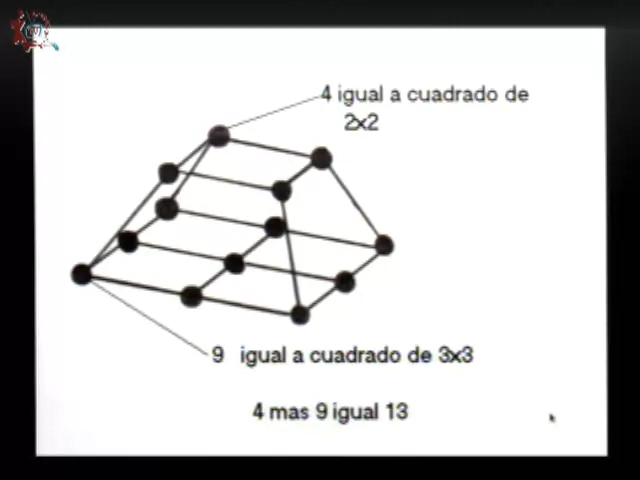 4 igual a cuadrado de
2x2
9 igual a cuadrado de 3x3
4 mas 9 igual 13